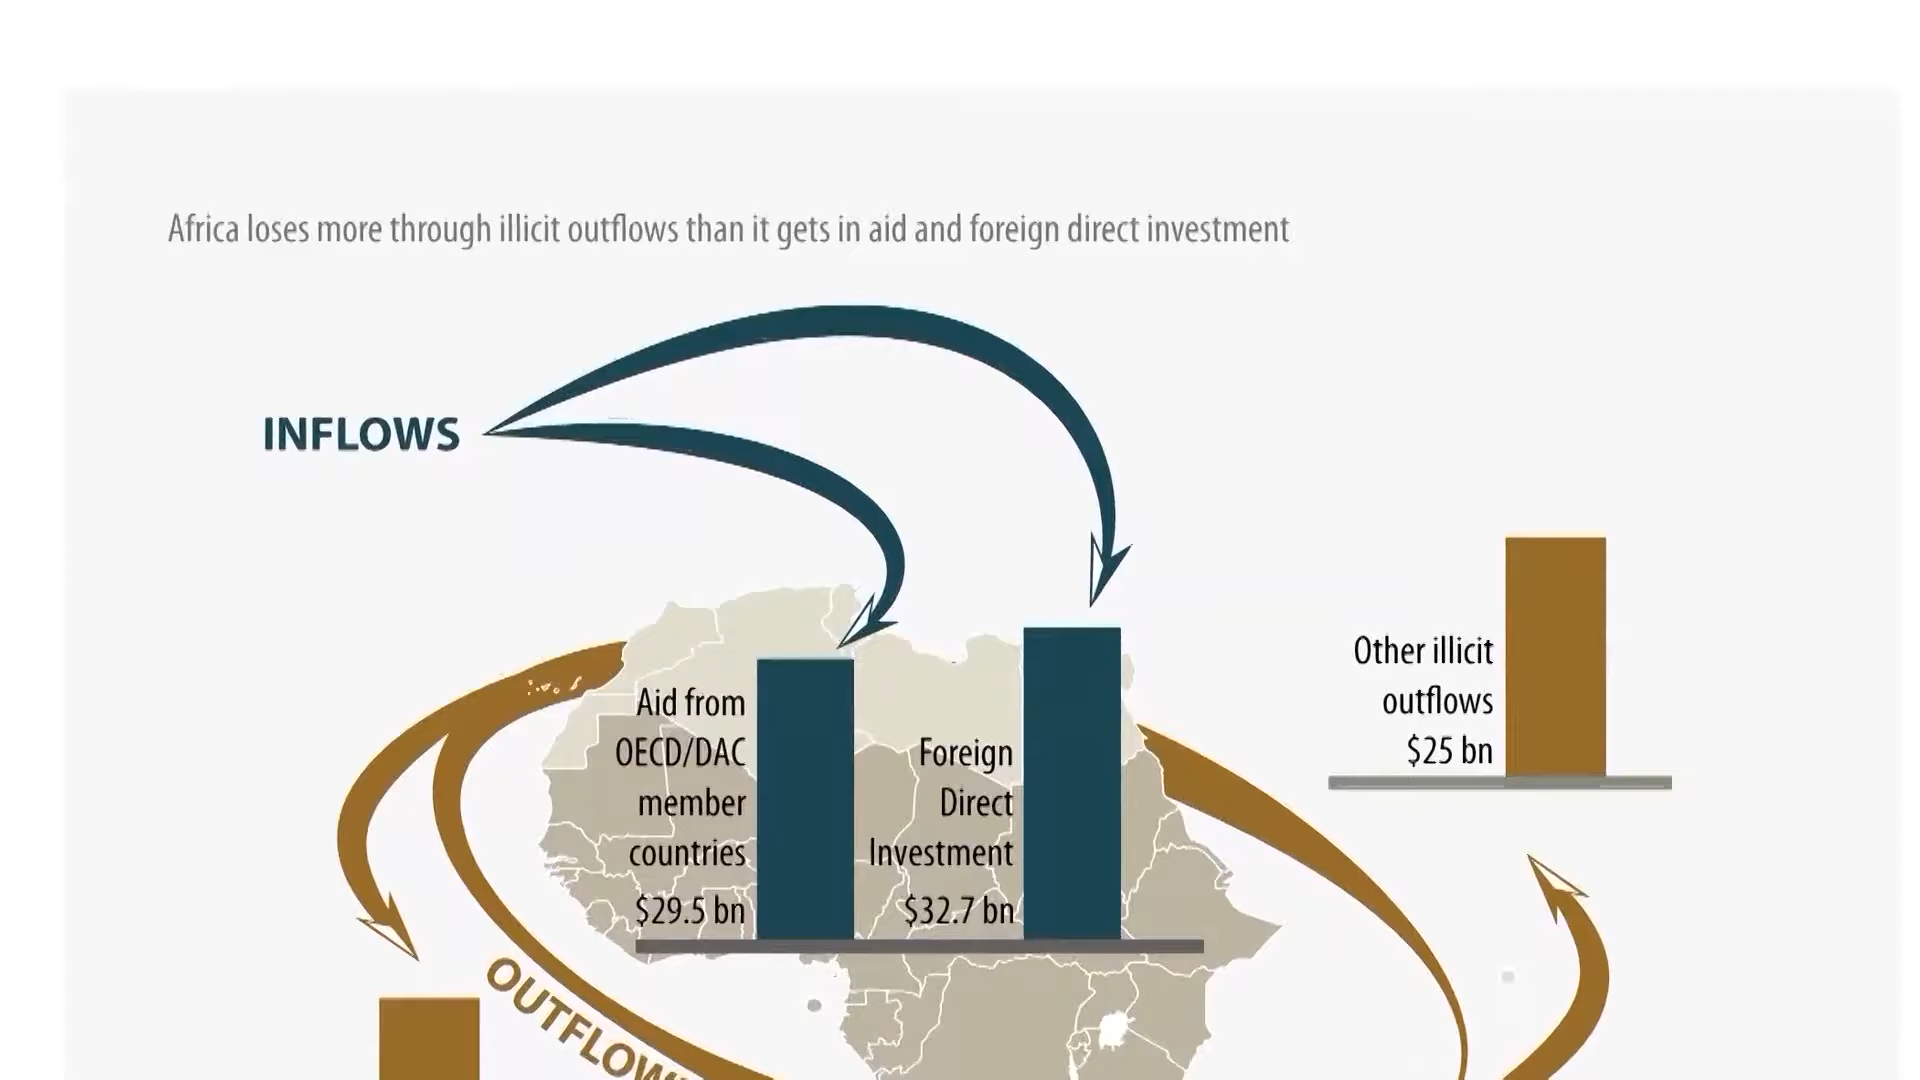 Africa loses more through illicit outflows than it gets in aid and foreign direct investment
INFLOWS
Aid from
OECD/DAC
member
countries
$29.5 bn
Foreign
Direct
Investment
$32.7 bn
Other illicit
outflows
$25 bn